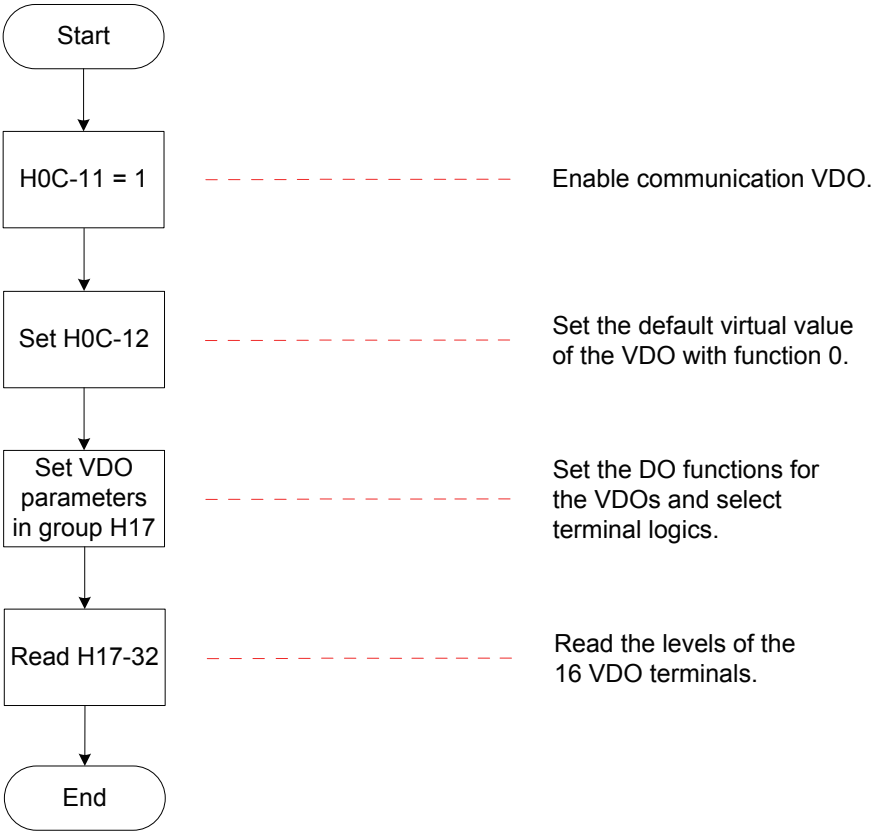 Start
H0C-11 = 1
Enable communication VDO.
Set H0C-12
Set the default virtual value
of the VDO with function 0.
Set VDO
parameters
in group H17
Set the DO functions for
the VDOs and select
terminal logics.
Read H17-32
Read the levels of the
16 VDO terminals.
End